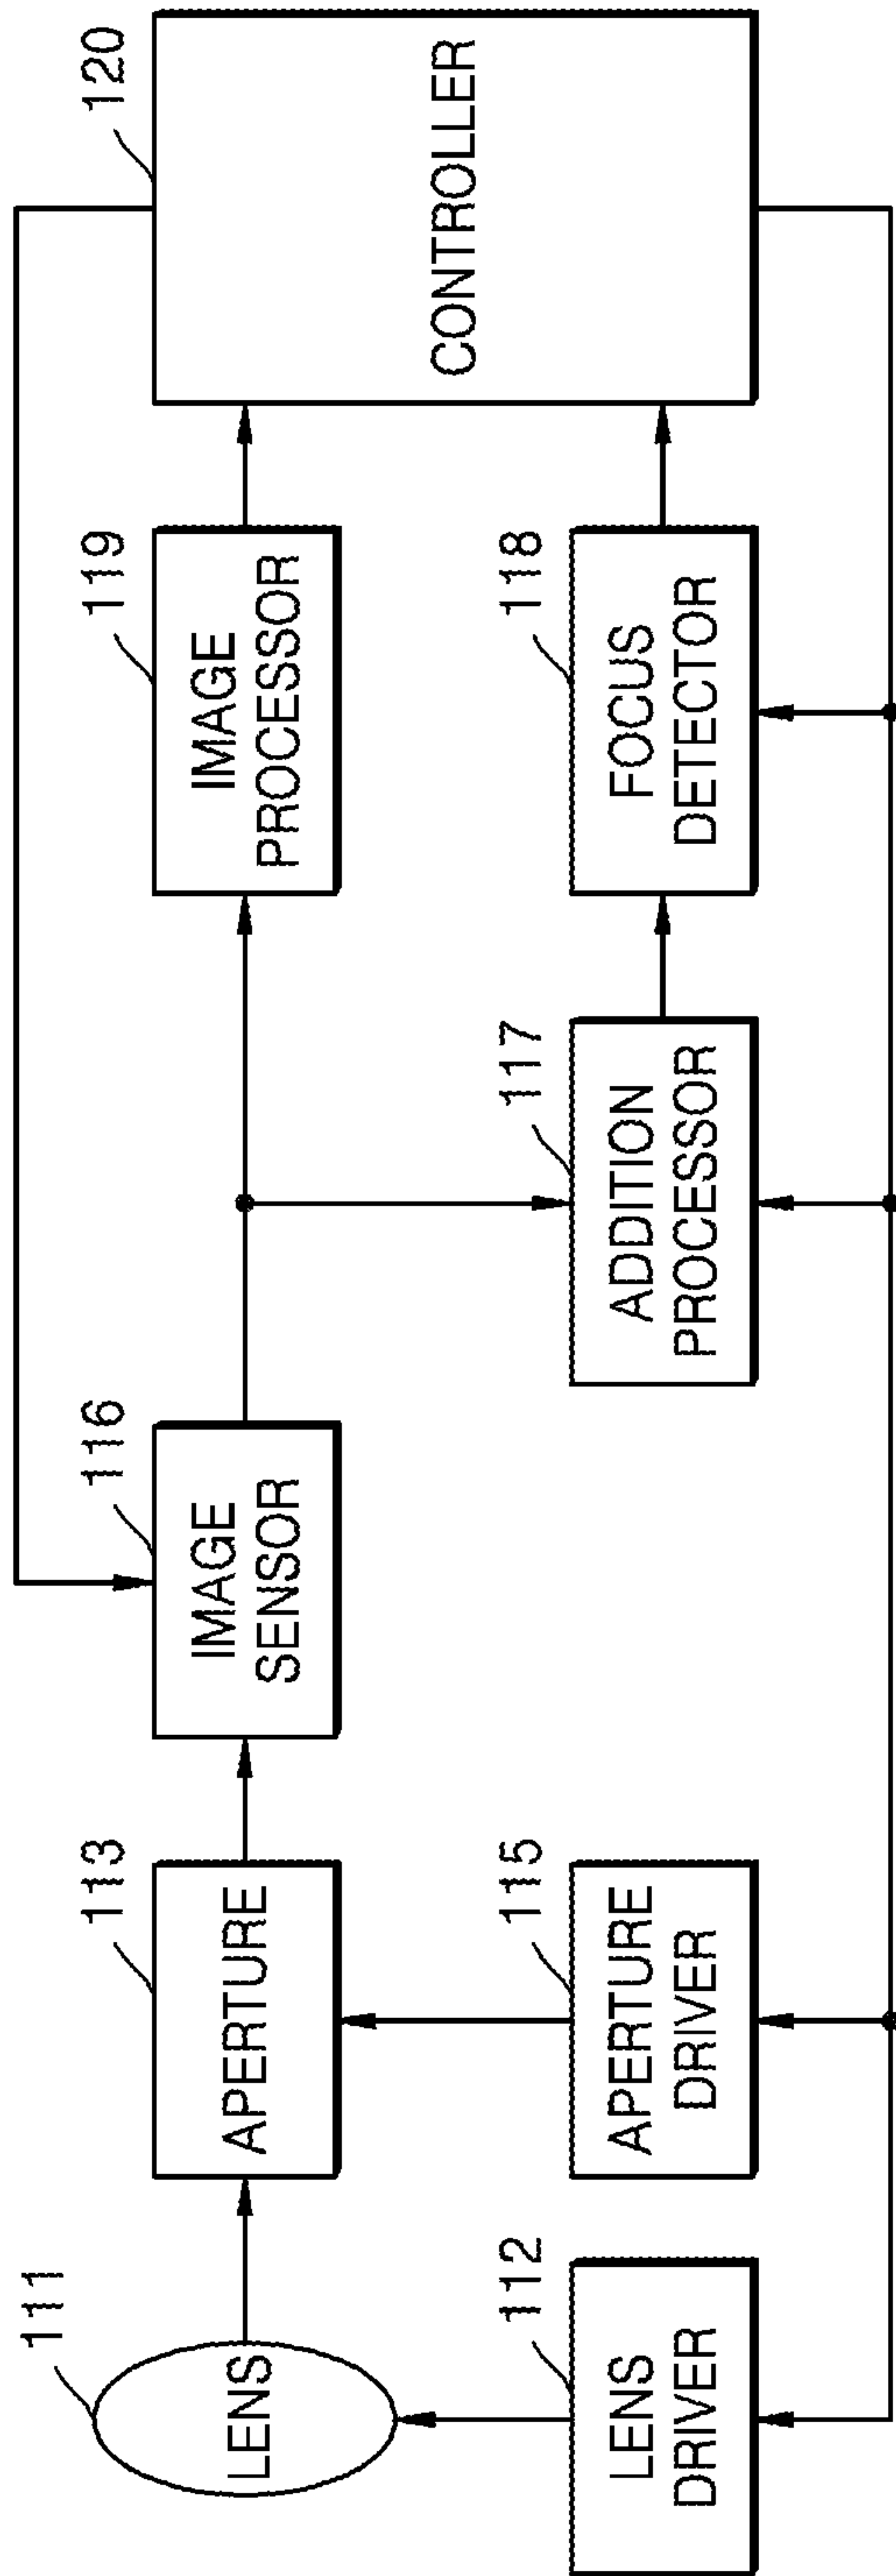 111
LENS
113
APERTURE
116
IMAGE
SENSOR
119
IMAGE
PROCESSOR
120
CONTROLLER
112
LENS
DRIVER
115
APERTURE
DRIVER
117
ADDITION
PROCESSOR
118
FOCUS
DETECTOR